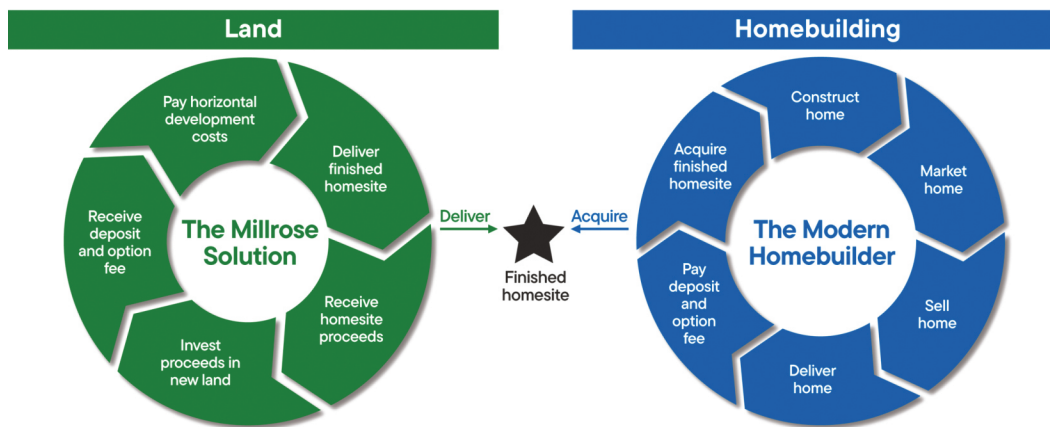 Land
Pay horizontal
development
costs
Deliver
finished
homesite
Receive
homesite
proceeds
Invest
proceeds in
new land
Receive
deposit
and option
fee
The Millrose
Solution
Deliver
Acquire
Finished
homesite
Homebuilding
Construct
home
Market
home
Sell
home
Deliver
home
Pay
deposit
and
option
fee
Acquire
finished
homesite
The Modern
Homebuilder